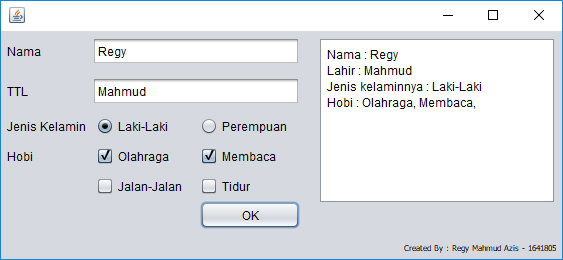 Nama Regy
TTL Mahmud
Jenis Kelamin Laki-Laki Perempuan
Hobi Olahraga Membaca
Jalan-Jalan Tidur
OK
Nama : Regy
Lahir : Mahmud
Jenis kelaminnya : Laki-Laki
Hobi : Olahraga, Membaca,
Created By : Regy Mahmud Azis - 1641805